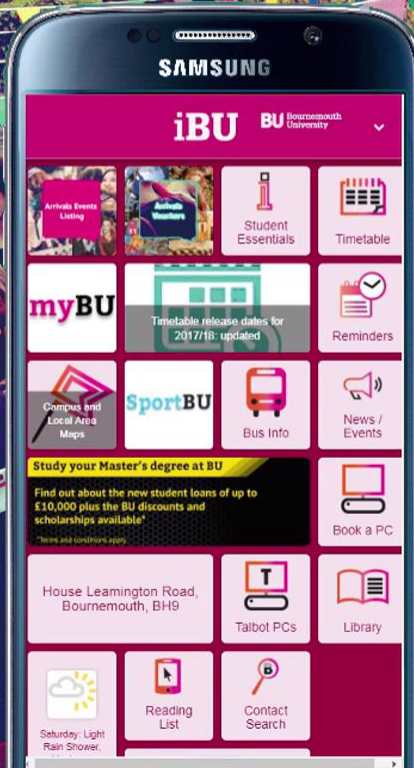 SAMSUNG
iBU
BU Bournemouth
University
Arrivals Events
Listing
Arrivals
Vouchers
Student
Essentials
Timetable
myBU
Timetable release dates for
2017/18: updated
Reminders
Campus and
Local Area
Maps
SportBU
Bus Info
News /
Events
Study your Master's degree at BU
Find out about the new student loans of up to
£10,000 plus the BU discounts and
scholarships available*
*Terms and conditions apply
Book a PC
House Leamington Road,
Bournemouth, BH9
T
Talbot PCs
Library
Saturday: Light
Rain Shower,
Reading
List
B
Contact
Search